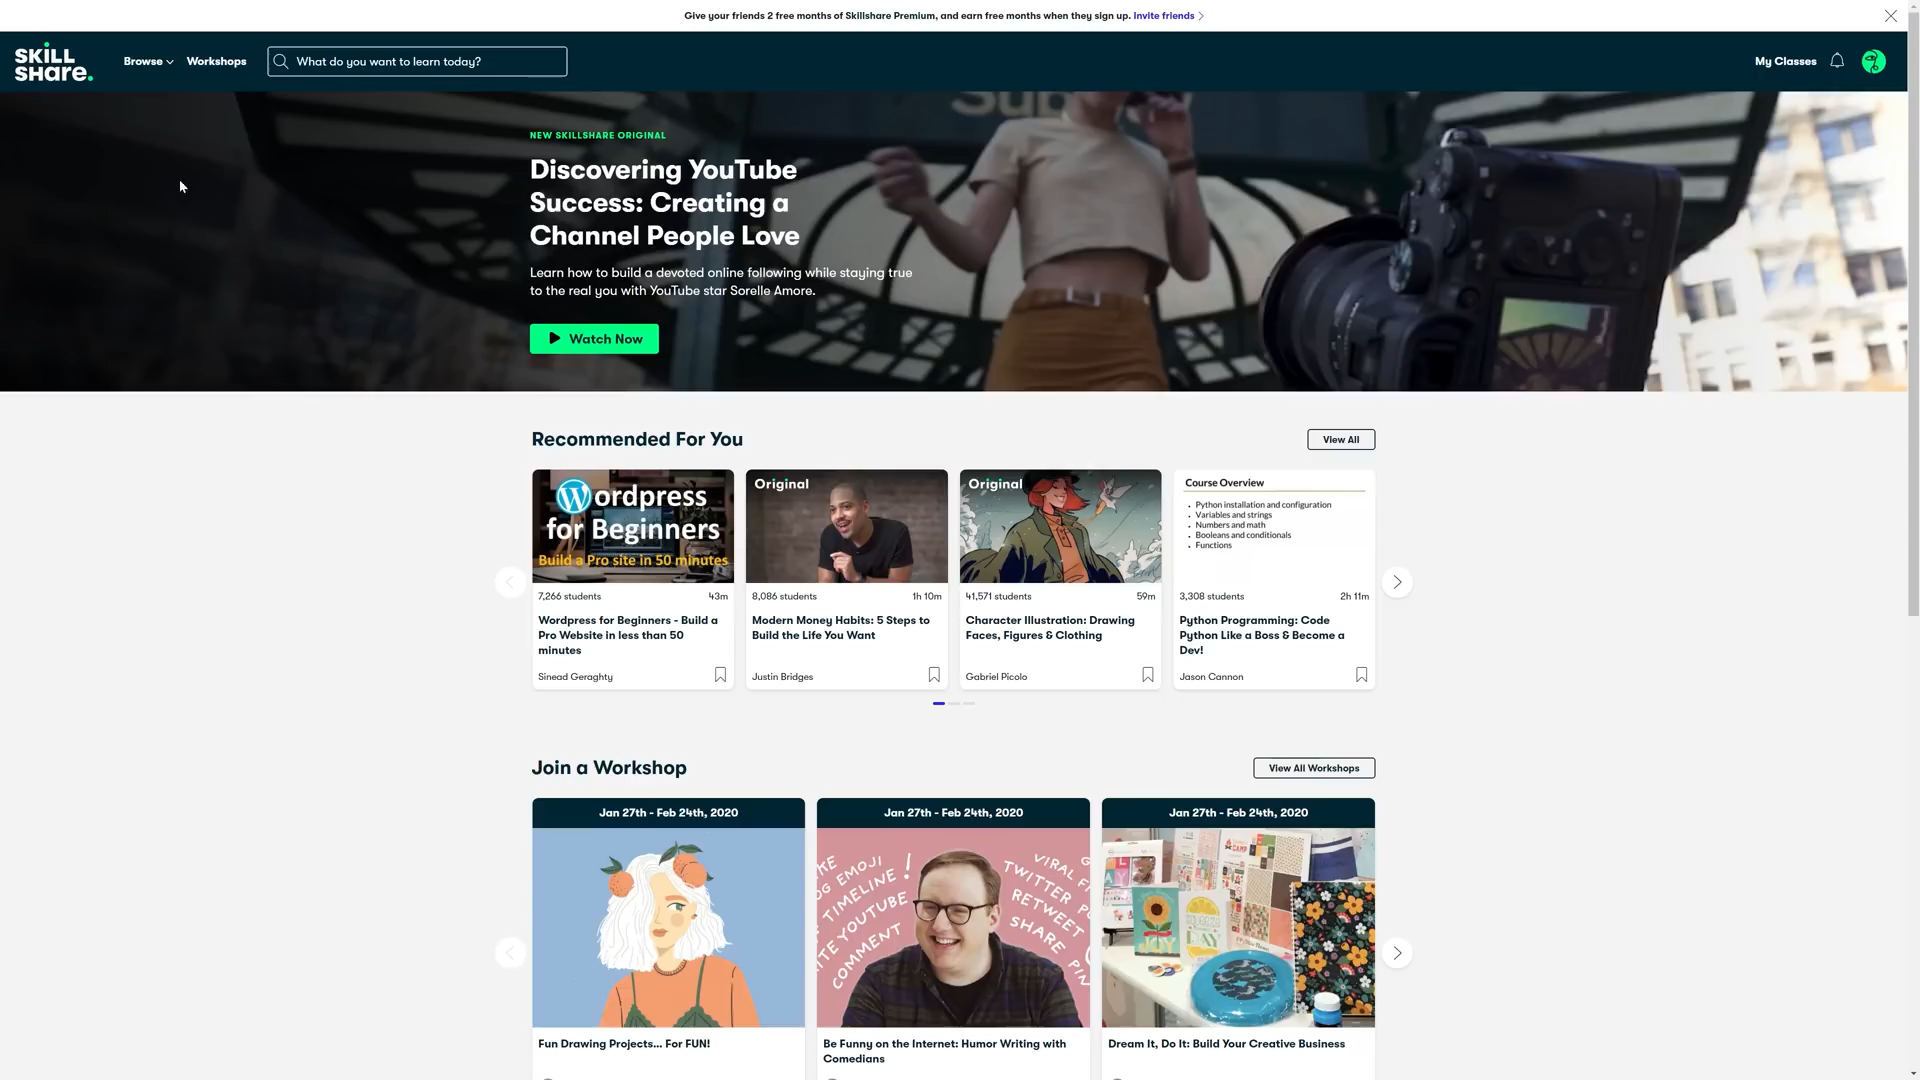 Give your friends 2 free months of Skillshare Premium, and earn free months when they sign up. Invite friends
SKILL
SHare.
Browse
Workshops
What do you want to learn today?
My Classes
NEW SKILLSHARE ORIGINAL
Discovering YouTube
Success: Creating a
Channel People Love
Learn how to build a devoted online following while staying true
to the real you with YouTube star Sorelle Amore.
Watch Now
Recommended For You
View All
Wordpress
for Beginners
Build a Pro site in 50 minutes
7,266 students
43m
Wordpress for Beginners - Build a
Pro Website in less than 50
minutes
Sinead Geraghty
Original
8,086 students
1h 10m
Modern Money Habits: 5 Steps to
Build the Life You Want
Justin Bridges
Original
41,571 students
59m
Character Illustration: Drawing
Faces, Figures & Clothing
Gabriel Picolo
Course Overview
Python installation and configuration
Variables and strings
Numbers and math
Booleans and conditionals
Functions
3,308 students
2h 11m
Python Programming: Code
Python Like a Boss & Become a
Dev!
Jason Cannon
Join a Workshop
View All Workshops
Jan 27th - Feb 24th, 2020
Fun Drawing Projects... For FUN!
Jan 27th - Feb 24th, 2020
EMOJI
TIMELINE !
YOUTUBE
COMMENT
VIRAL
TWITTER
RETWEET
SHARE
PIN
Be Funny on the Internet: Humor Writing with
Comedians
Jan 27th - Feb 24th, 2020
Dream It, Do It: Build Your Creative Business